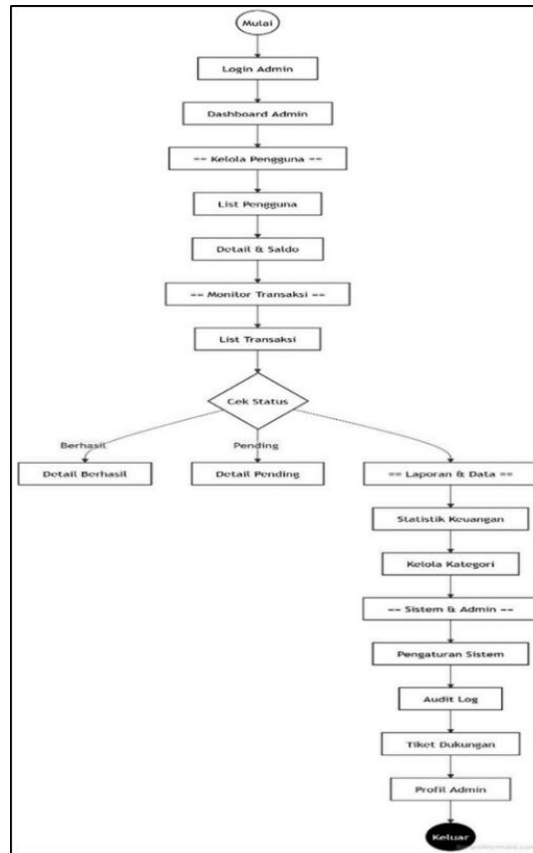 Mulai
Login Admin
Dashboard Admin
== Kelola Pengguna ==
List Pengguna
Detail & Saldo
== Monitor Transaksi ==
List Transaksi
Cek Status
Berhasil
Pending
Detail Berhasil
Detail Pending
== Laporan & Data ==
Statistik Keuangan
Kelola Kategori
== Sistem & Admin ==
Pengaturan Sistem
Audit Log
Tiket Dukungan
Profil Admin
Keluar